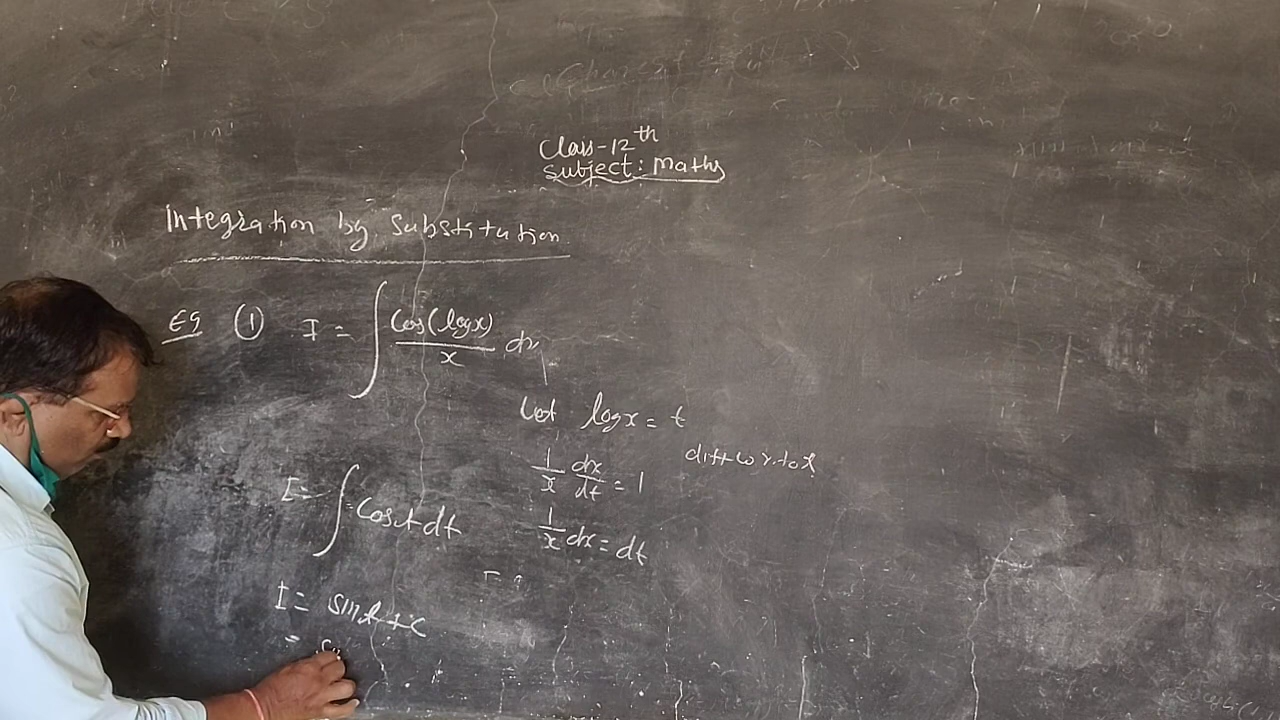 Class-12th
Subject: Maths
Integration by Substitution
Eg ① I = ∫ Cos(logx)/x dx
Let logx = t
diff w.r.to x
1/x dx/dt = 1
I = ∫ Cost dt
1/x dx = dt
I = sint + c
= S